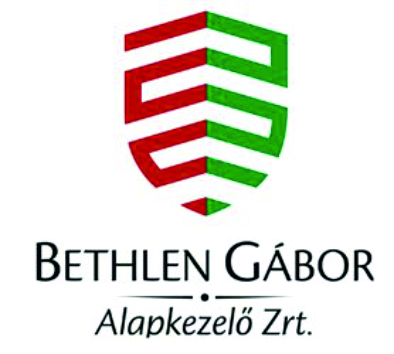 BETHLEN GÁBOR
Alapkezelő Zrt.